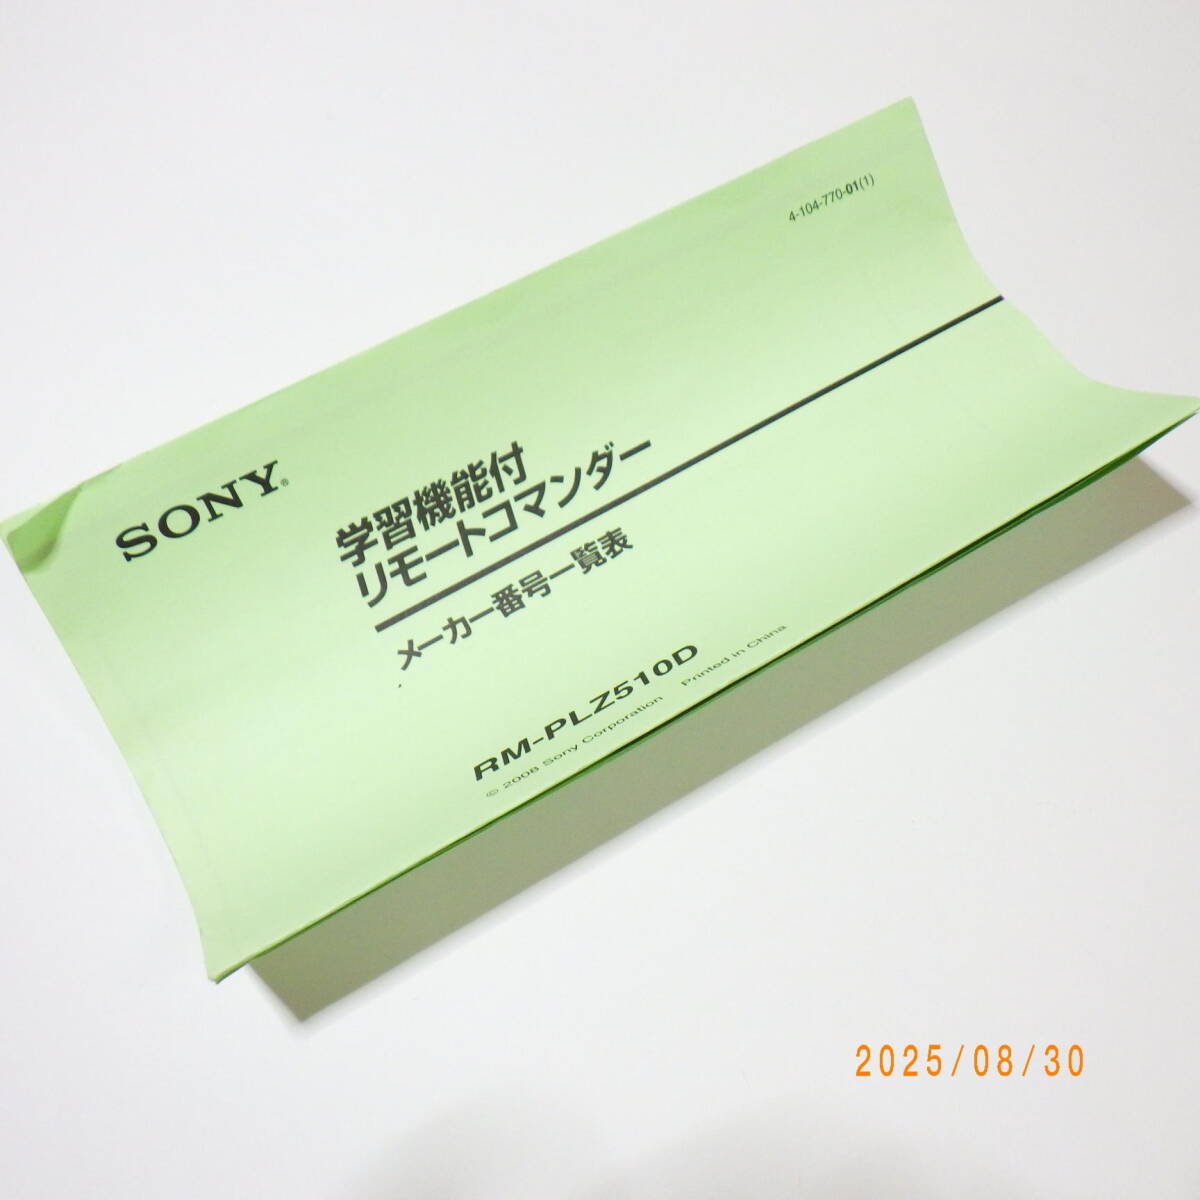 4-104-770-01(1)
SONY®
学習機能付
リモートコマンダー
メーカー番号一覧表
RM-PLZ510D
© 2008 Sony Corporation Printed in China
2025/08/30